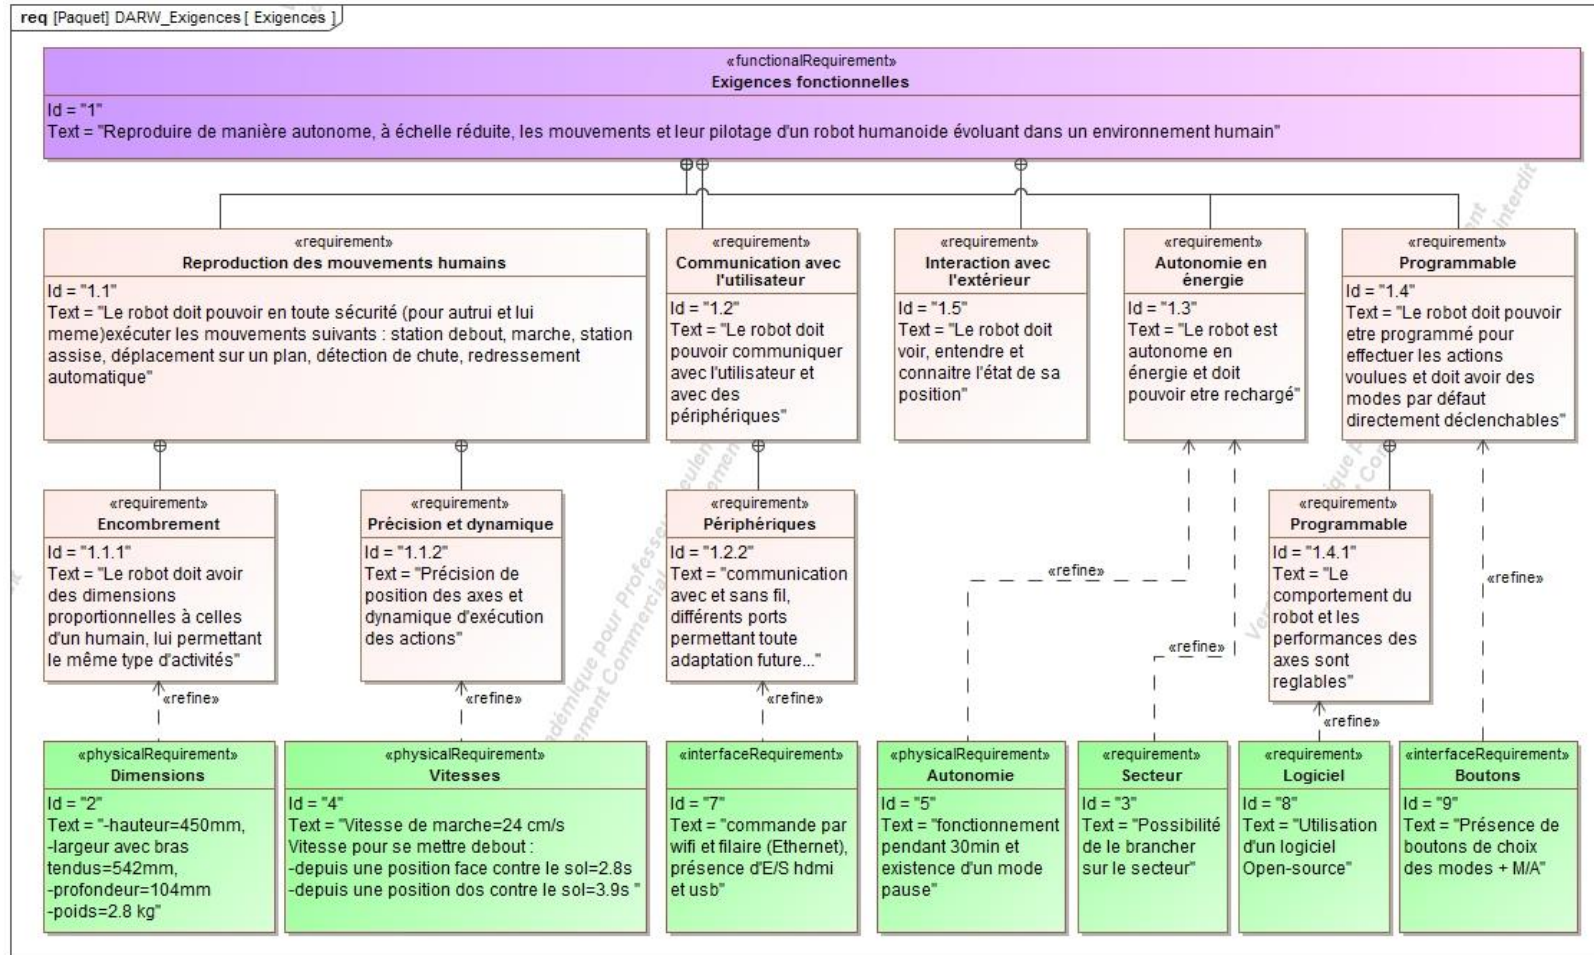 req [Paquet] DARW_Exigences [ Exigences ]
«functionalRequirement»
Exigences fonctionnelles
Id = "1"
Text = "Reproduire de manière autonome, à échelle réduite, les mouvements et leur pilotage d'un robot humanoide évoluant dans un environnement humain"
«requirement»
Reproduction des mouvements humains
Id = "1.1"
Text = "Le robot doit pouvoir en toute sécurité (pour autrui et lui
meme)exécuter les mouvements suivants : station debout, marche, station
assise, déplacement sur un plan, détection de chute, redressement
automatique"
«requirement»
Communication avec
l'utilisateur
Id = "1.2"
Text = "Le robot doit
pouvoir communiquer
avec l'utilisateur et
avec des
périphériques"
«requirement»
Interaction avec
l'extérieur
Id = "1.5"
Text = "Le robot doit
voir, entendre et
connaitre l'état de sa
position"
«requirement»
Autonomie en
énergie
Id = "1.3"
Text = "Le robot est
autonome en
énergie et doit
pouvoir etre rechargé"
«requirement»
Programmable
Id = "1.4"
Text = "Le robot doit pouvoir
etre programmé pour
effectuer les actions
voulues et doit avoir des
modes par défaut
directement déclenchables"
«requirement»
Encombrement
Id = "1.1.1"
Text = "Le robot doit avoir
des dimensions
proportionnelles à celles
d'un humain, lui permettant
le même type d'activités"
«requirement»
Précision et dynamique
Id = "1.1.2"
Text = "Précision de
position des axes et
dynamique d'exécution
des actions"
«requirement»
Périphériques
Id = "1.2.2"
Text = "communication
avec et sans fil,
différents ports
permettant toute
adaptation future..."
«requirement»
Programmable
Id = "1.4.1"
Text = "Le
comportement du
robot et les
performances des
axes sont
reglables"
«refine»
«refine»
«refine»
«refine»
«refine»
«refine»
«refine»
«physicalRequirement»
Dimensions
Id = "2"
Text = "-hauteur=450mm,
-largeur avec bras
tendus=542mm,
-profondeur=104mm
-poids=2.8 kg"
«physicalRequirement»
Vitesses
Id = "4"
Text = "Vitesse de marche=24 cm/s
Vitesse pour se mettre debout :
-depuis une position face contre le sol=2.8s
-depuis une position dos contre le sol=3.9s "
«interfaceRequirement»
Id = "7"
Text = "commande par
wifi et filaire (Ethernet),
présence d'E/S hdmi
et usb"
«physicalRequirement»
Autonomie
Id = "5"
Text = "fonctionnement
pendant 30min et
existence d'un mode
pause"
«requirement»
Secteur
Id = "3"
Text = "Possibilité
de le brancher
sur le secteur"
«requirement»
Logiciel
Id = "8"
Text = "Utilisation
d'un logiciel
Open-source"
«interfaceRequirement»
Boutons
Id = "9"
Text = "Présence de
boutons de choix
des modes + M/A"